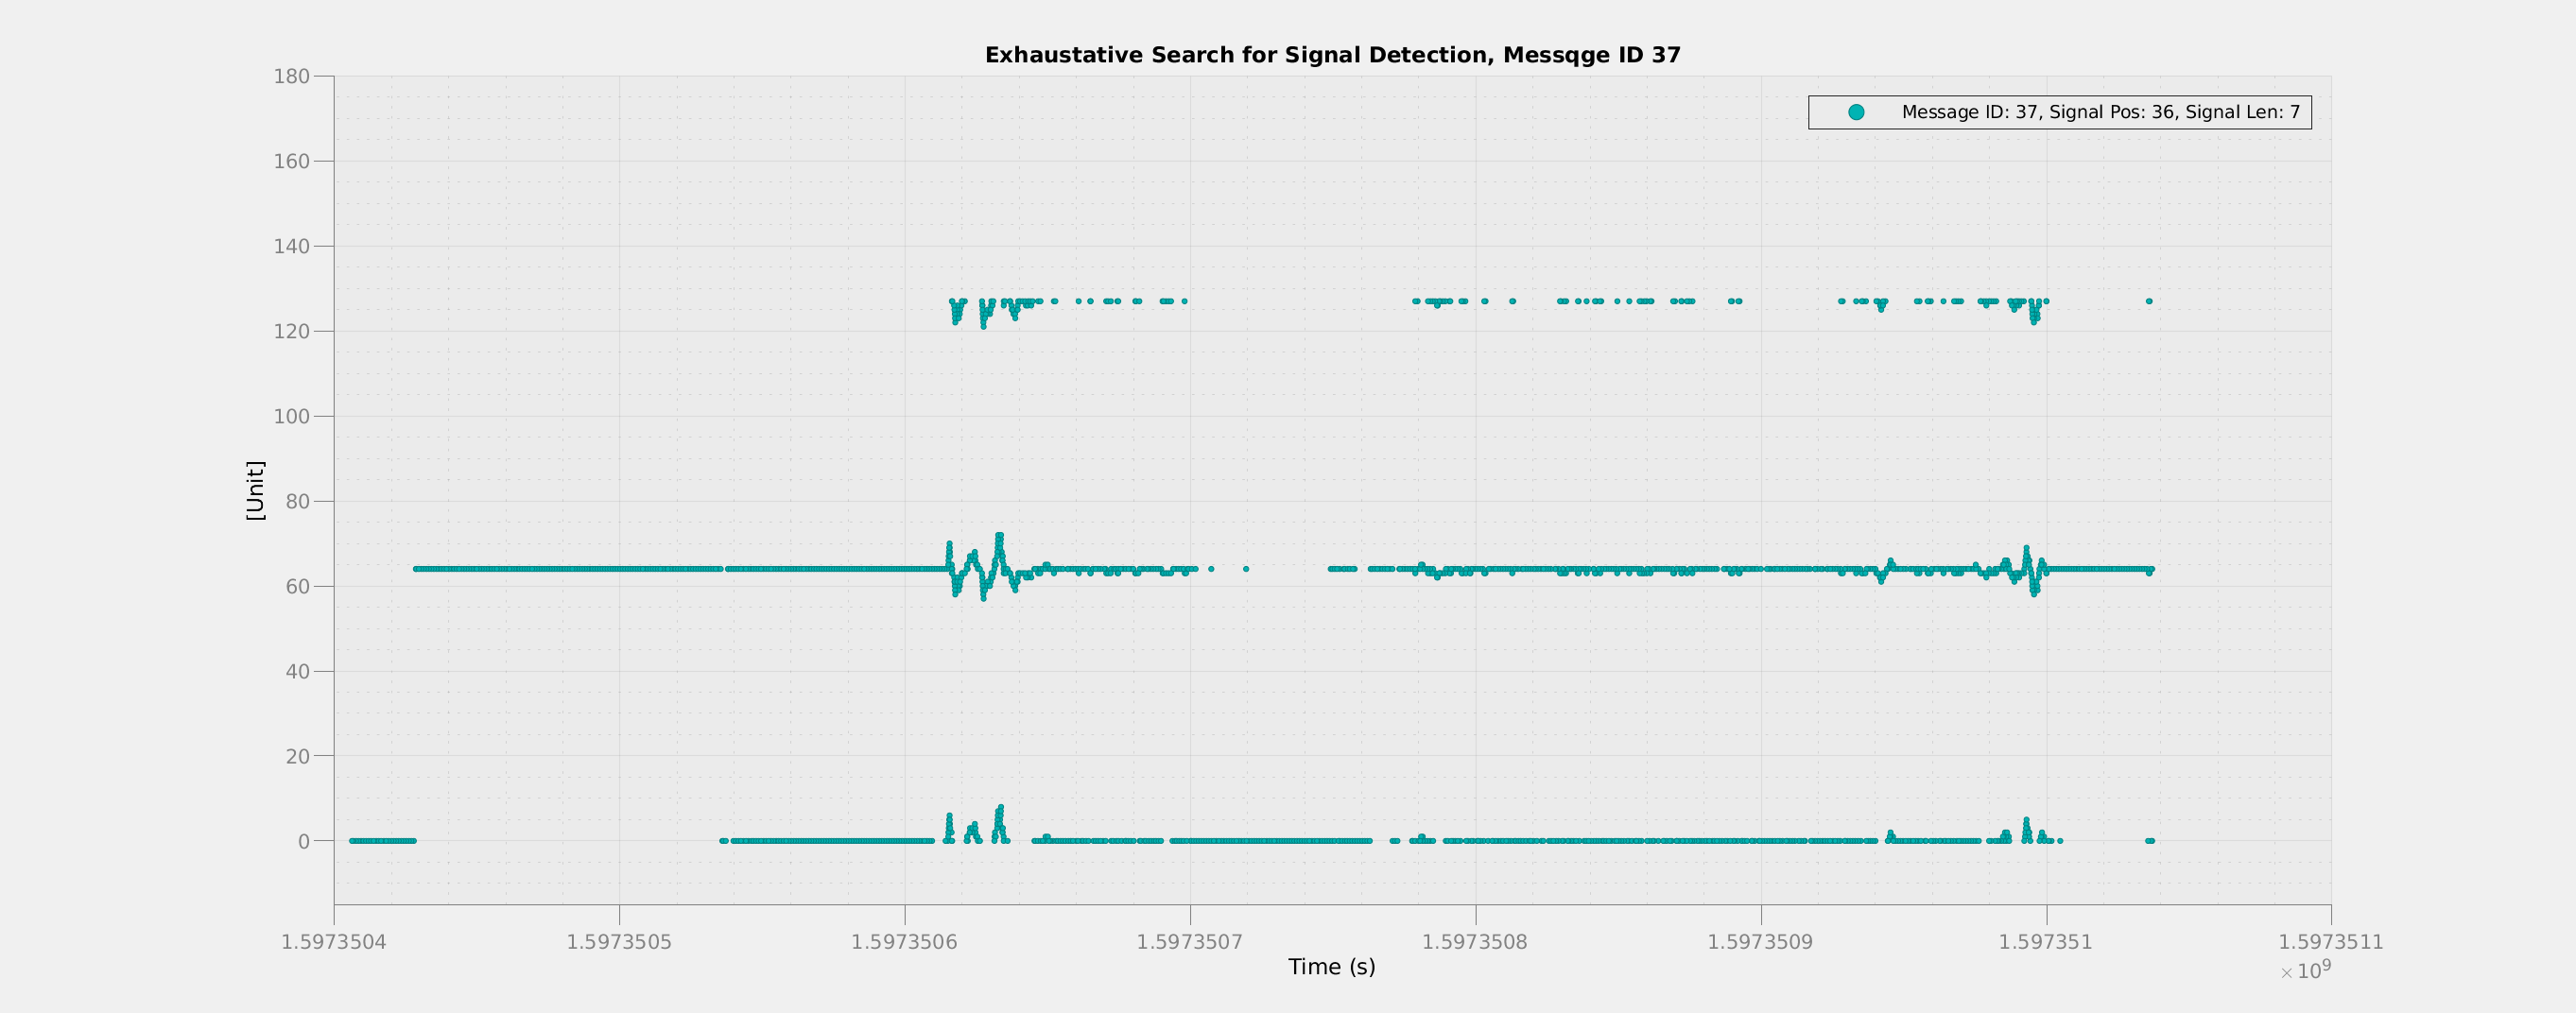 Exhaustative Search for Signal Detection, Messqge ID 37
Message ID: 37, Signal Pos: 36, Signal Len: 7
[Unit]
180
160
140
120
100
80
60
40
20
0
1.5973504 1.5973505 1.5973506 1.5973507 1.5973508 1.5973509 1.597351 1.5973511
Time (s)
× 10⁹